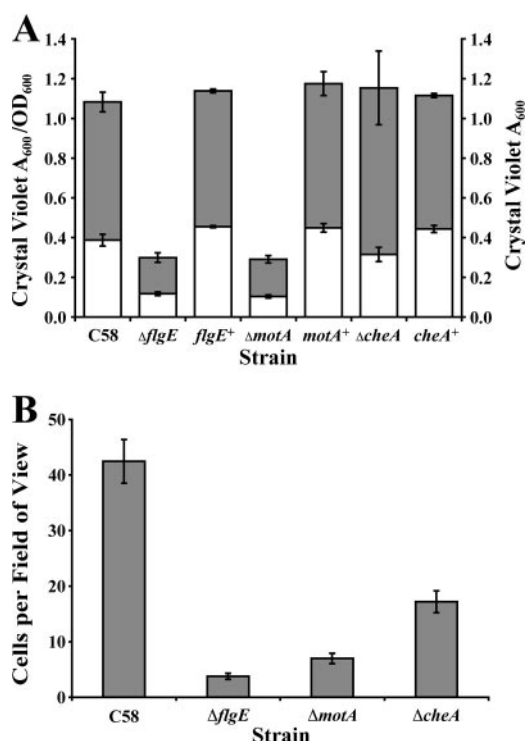 A
1.4
1.2
1.0
0.8
0.6
0.4
0.2
0.0
Crystal Violet A600/OD600
1.4
1.2
1.0
0.8
0.6
0.4
0.2
0.0
Crystal Violet A600
C58 ΔflgE flgE+ ΔmotA motA+ ΔcheA cheA+
Strain
B
50
40
30
20
10
0
Cells per Field of View
C58 ΔflgE ΔmotA ΔcheA
Strain